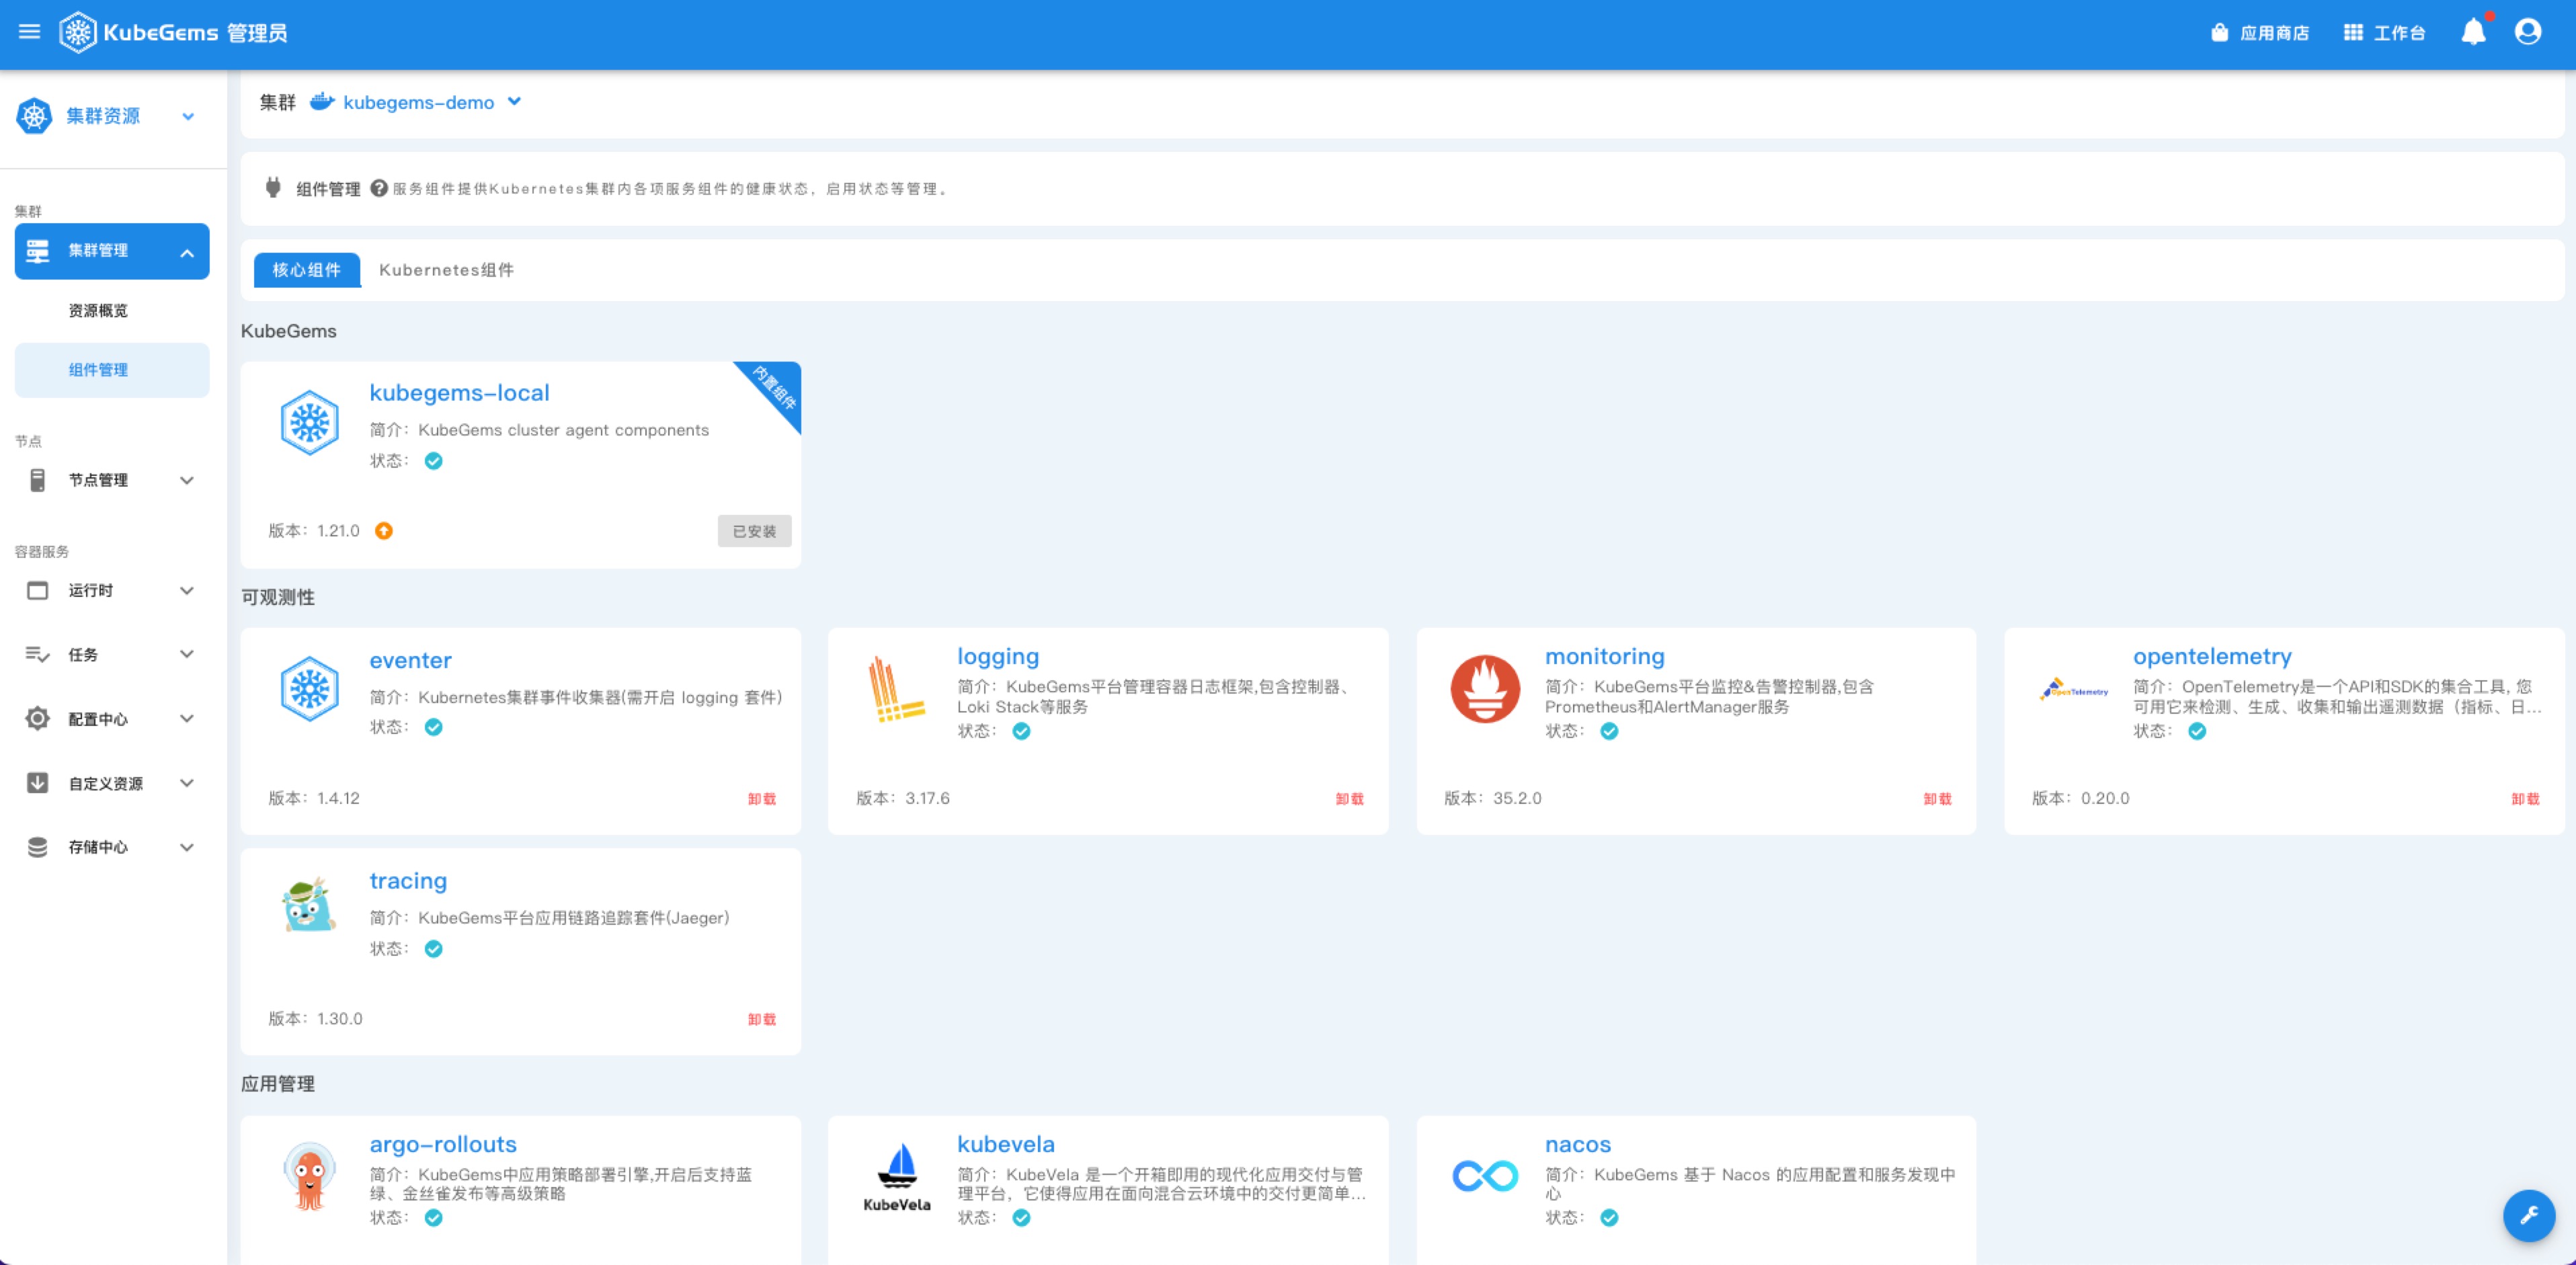 KubeGems 管理员
应用商店
工作台
集群资源
集群
集群管理
资源概览
组件管理
节点
节点管理
容器服务
运行时
任务
配置中心
自定义资源
存储中心
集群 kubegems-demo
组件管理 服务组件提供Kubernetes集群内各项服务组件的健康状态，启用状态等管理。
核心组件 Kubernetes组件
KubeGems
kubegems-local
内置组件
简介：KubeGems cluster agent components
状态：
版本：1.21.0
已安装
可观测性
eventer
简介：Kubernetes集群事件收集器(需开启 logging 套件)
状态：
版本：1.4.12
卸载
logging
简介：KubeGems平台管理容器日志框架,包含控制器、
Loki Stack等服务
状态：
版本：3.17.6
卸载
monitoring
简介：KubeGems平台监控&告警控制器,包含
Prometheus和AlertManager服务
状态：
版本：35.2.0
卸载
OpenTelemetry
opentelemetry
简介：OpenTelemetry是一个API和SDK的集合工具, 您
可用它来检测、生成、收集和输出遥测数据（指标、日...
状态：
版本：0.20.0
卸载
tracing
简介：KubeGems平台应用链路追踪套件(Jaeger)
状态：
版本：1.30.0
卸载
应用管理
argo-rollouts
简介：KubeGems中应用策略部署引擎,开启后支持蓝
绿、金丝雀发布等高级策略
状态：
KubeVela
kubevela
简介：KubeVela 是一个开箱即用的现代化应用交付与管
理平台，它使得应用在面向混合云环境中的交付更简单...
状态：
nacos
简介：KubeGems 基于 Nacos 的应用配置和服务发现中
心
状态：